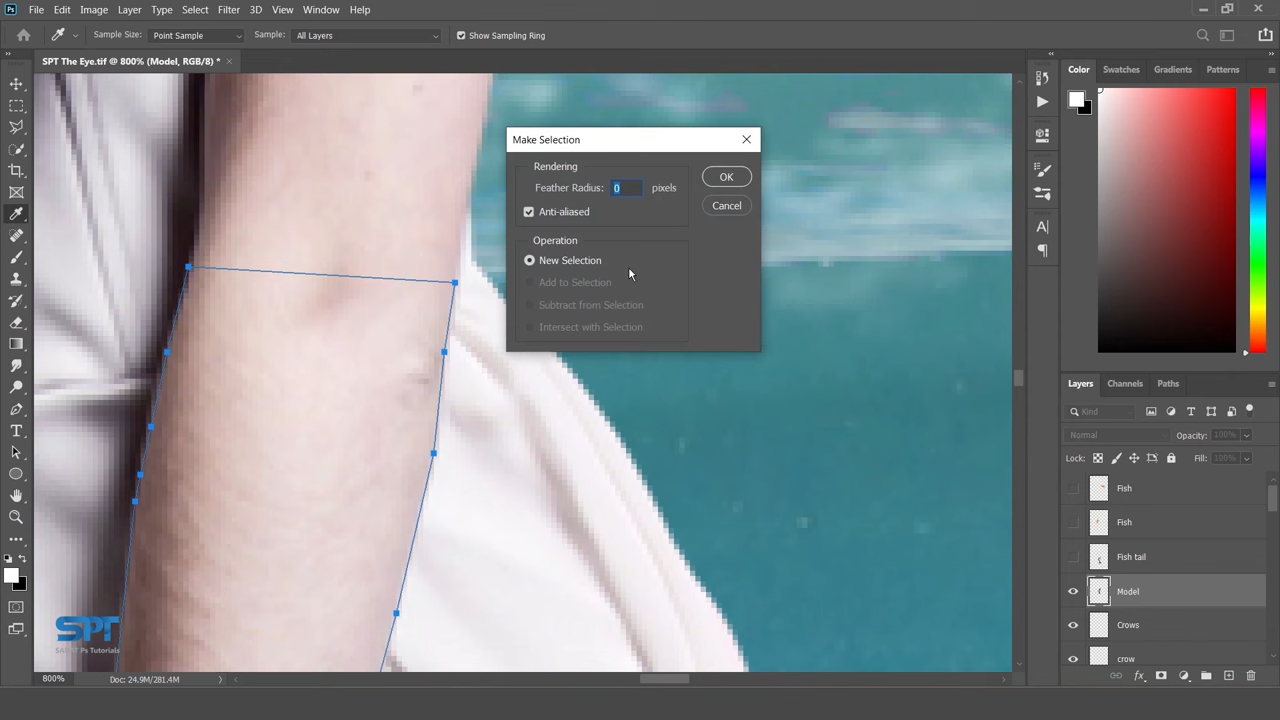 Ps File Edit Image Layer Type Select Filter 3D View Window Help
Sample Size: Point Sample Sample: All Layers Show Sampling Ring
SPT The Eye.tif @ 800% (Model, RGB/8) *
Make Selection
Rendering
Feather Radius: 0 pixels
Anti-aliased
OK
Cancel
Operation
New Selection
Add to Selection
Subtract from Selection
Intersect with Selection
Color Swatches Gradients Patterns
Layers Channels Paths
Kind
Normal Opacity: 100%
Lock: Fill: 100%
Fish
Fish
Fish tail
Model
Crows
crow
SPT
SARAT Ps Tutorials
800% Doc: 24.9M/281.4M